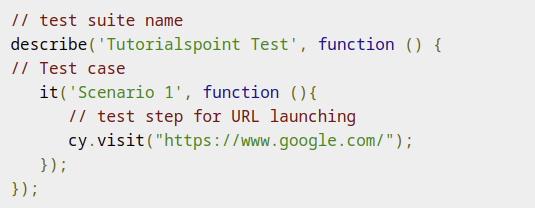 // test suite name
describe('Tutorialspoint Test', function () {
// Test case
   it('Scenario 1', function (){
      // test step for URL launching
      cy.visit("https://www.google.com/");
   });
});